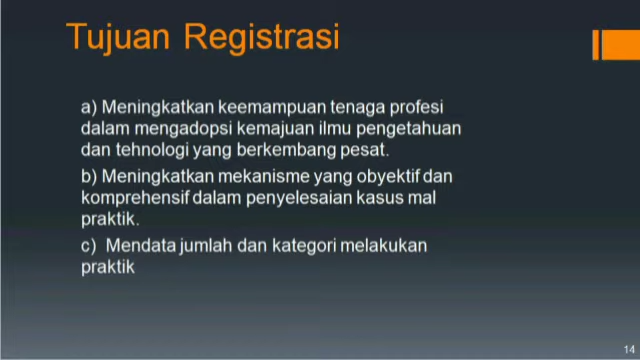 Tujuan Registrasi
a) Meningkatkan keemampuan tenaga profesi
dalam mengadopsi kemajuan ilmu pengetahuan
dan tehnologi yang berkembang pesat.
b) Meningkatkan mekanisme yang obyektif dan
komprehensif dalam penyelesaian kasus mal
praktik.
c) Mendata jumlah dan kategori melakukan
praktik
14